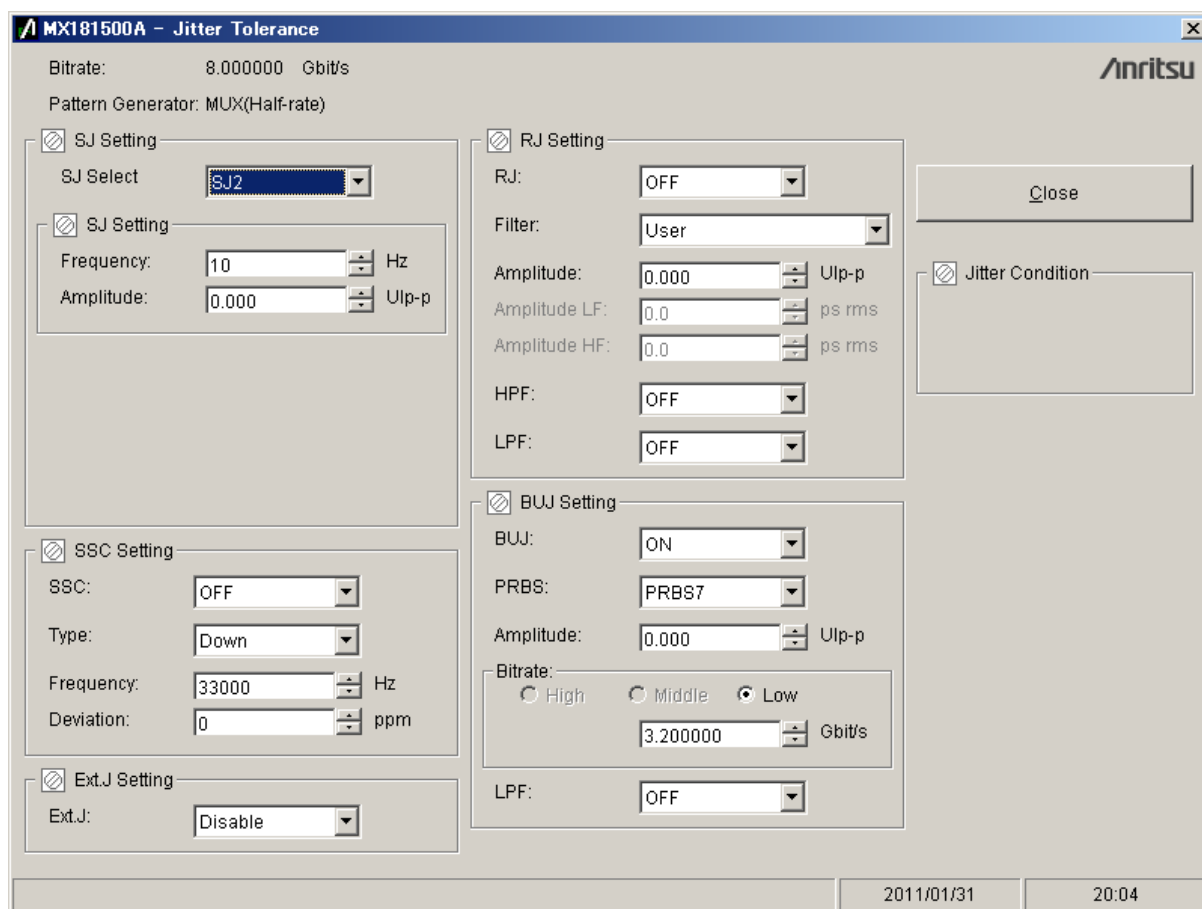 MX181500A - Jitter Tolerance
Bitrate: 8.000000 Gbit/s
Anritsu
Pattern Generator: MUX(Half-rate)
SJ Setting
SJ Select SJ2
SJ Setting
Frequency: 10 Hz
Amplitude: 0.000 UIp-p
SSC Setting
SSC: OFF
Type: Down
Frequency: 33000 Hz
Deviation: 0 ppm
Ext.J Setting
Ext.J: Disable
RJ Setting
RJ: OFF
Filter: User
Amplitude: 0.000 UIp-p
Amplitude LF: 0.0 ps rms
Amplitude HF: 0.0 ps rms
HPF: OFF
LPF: OFF
BUJ Setting
BUJ: ON
PRBS: PRBS7
Amplitude: 0.000 UIp-p
Bitrate:
High Middle Low
3.200000 Gbit/s
LPF: OFF
Close
Jitter Condition
2011/01/31 20:04